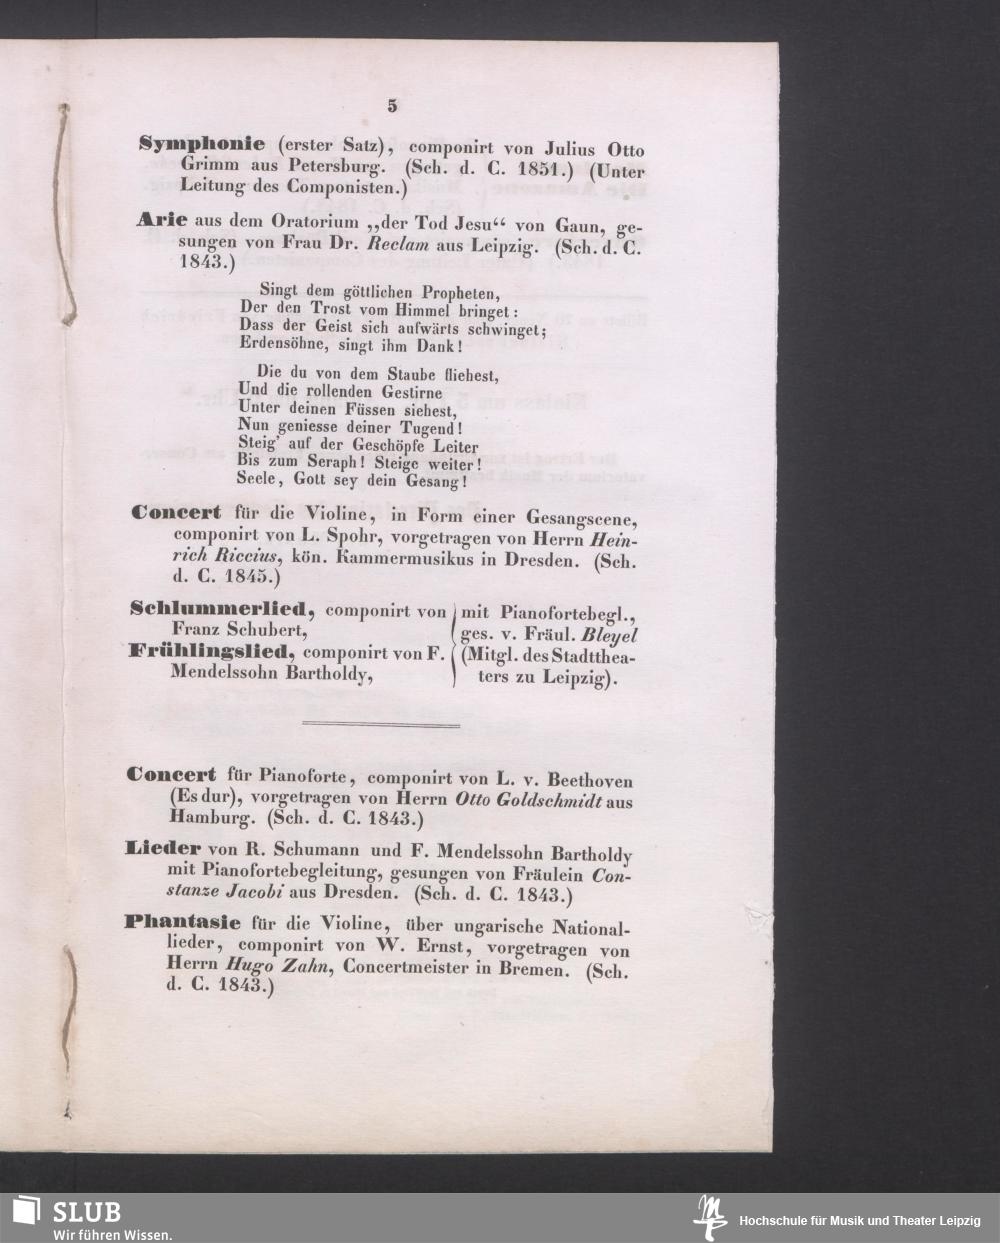 5
Symphonie (erster Satz), componirt von Julius Otto
Grimm aus Petersburg. (Sch. d. C. 1851.) (Unter
Leitung des Componisten.)
Arie aus dem Oratorium „der Tod Jesu“ von Gaun, ge-
sungen von Frau Dr. Reclam aus Leipzig. (Sch. d. C.
1843.)
Singt dem göttlichen Propheten,
Der den Trost vom Himmel bringet:
Dass der Geist sich aufwärts schwinget;
Erdensöhne, singt ihm Dank!
Die du von dem Staube fliehest,
Und die rollenden Gestirne
Unter deinen Füssen siehest,
Nun geniesse deiner Tugend!
Steig' auf der Geschöpfe Leiter
Bis zum Seraph! Steige weiter!
Seele, Gott sey dein Gesang!
Concert für die Violine, in Form einer Gesangscene,
componirt von L. Spohr, vorgetragen von Herrn Hein-
rich Riccius, kön. Kammermusikus in Dresden. (Sch.
d. C. 1845.)
Schlummerlied, componirt von
Franz Schubert,
Frühlingslied, componirt von F.
Mendelssohn Bartholdy,
mit Pianofortebegl.,
ges. v. Fräul. Bleyel
(Mitgl. des Stadtthea-
ters zu Leipzig).
Concert für Pianoforte, componirt von L. v. Beethoven
(Es dur), vorgetragen von Herrn Otto Goldschmidt aus
Hamburg. (Sch. d. C. 1843.)
Lieder von R. Schumann und F. Mendelssohn Bartholdy
mit Pianofortebegleitung, gesungen von Fräulein Con-
stanze Jacobi aus Dresden. (Sch. d. C. 1843.)
Phantasie für die Violine, über ungarische National-
lieder, componirt von W. Ernst, vorgetragen von
Herrn Hugo Zahn, Concertmeister in Bremen. (Sch.
d. C. 1843.)
SLUB
Wir führen Wissen.
Hochschule für Musik und Theater Leipzig